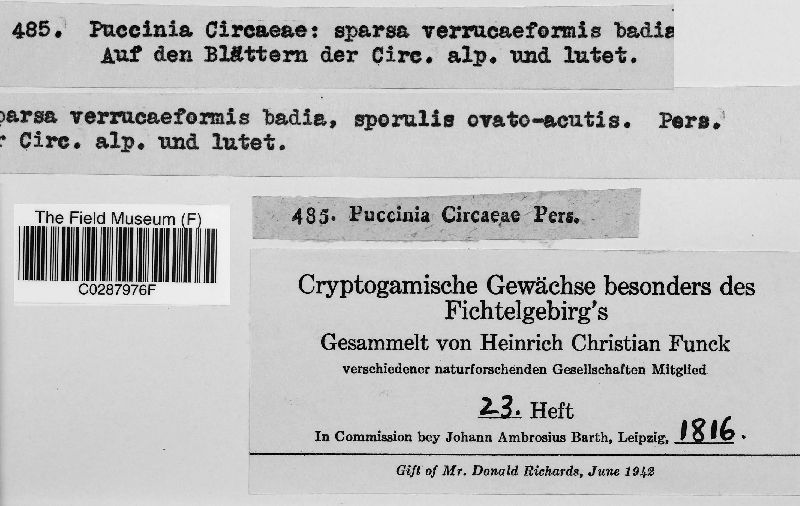 485. Puccinia Circaeae: sparsa verrucaeformis badia
Auf den Blättern der Circ. alp. und lutet.
parsa verrucaeformis badia, sporulis ovato-acutis. Pers.
r Circ. alp. und lutet.
485. Puccinia Circaeae Pers.
The Field Museum (F)
C0287976F
Cryptogamische Gewächse besonders des
Fichtelgebirg's
Gesammelt von Heinrich Christian Funck
verschiedener naturforschenden Gesellschaften Mitglied
23. Heft
In Commission bey Johann Ambrosius Barth, Leipzig, 1816.
Gift of Mr. Donald Richards, June 1942